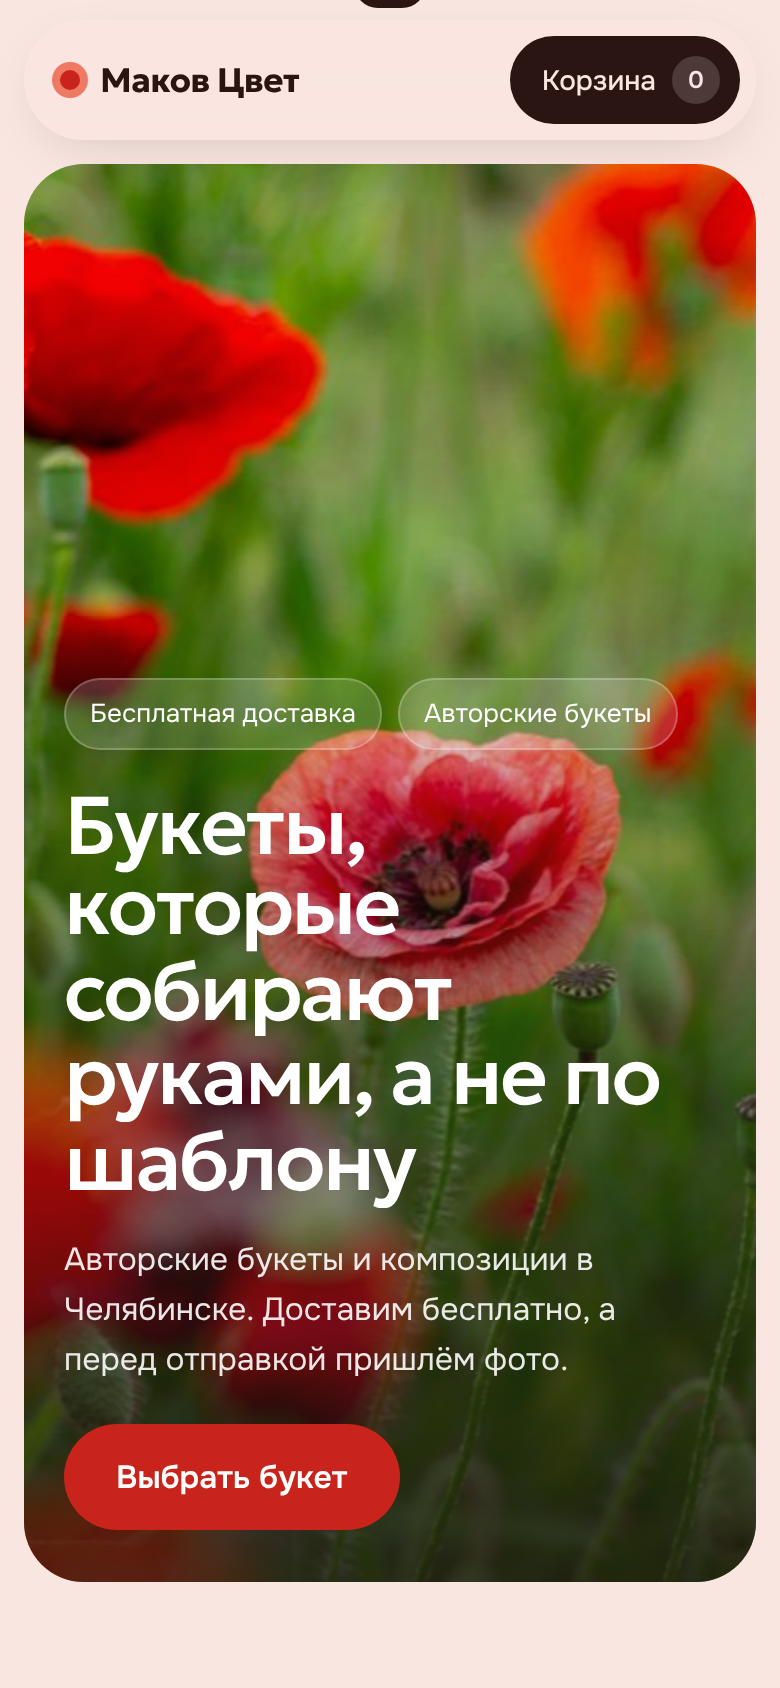 Маков Цвет
Корзина 0
Бесплатная доставка
Авторские букеты
Букеты,
которые
собирают
руками, а не по
шаблону
Авторские букеты и композиции в
Челябинске. Доставим бесплатно, а
перед отправкой пришлём фото.
Выбрать букет